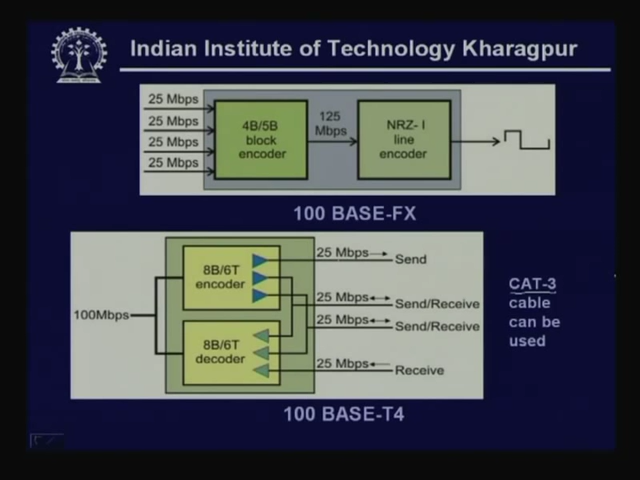 Indian Institute of Technology Kharagpur
25 Mbps
25 Mbps
25 Mbps
25 Mbps
4B/5B
block
encoder
125
Mbps
NRZ- I
line
encoder
100 BASE-FX
100Mbps
8B/6T
encoder
8B/6T
decoder
25 Mbps
Send
25 Mbps
Send/Receive
25 Mbps
Send/Receive
25 Mbps
Receive
CAT-3
cable
can be
used
100 BASE-T4